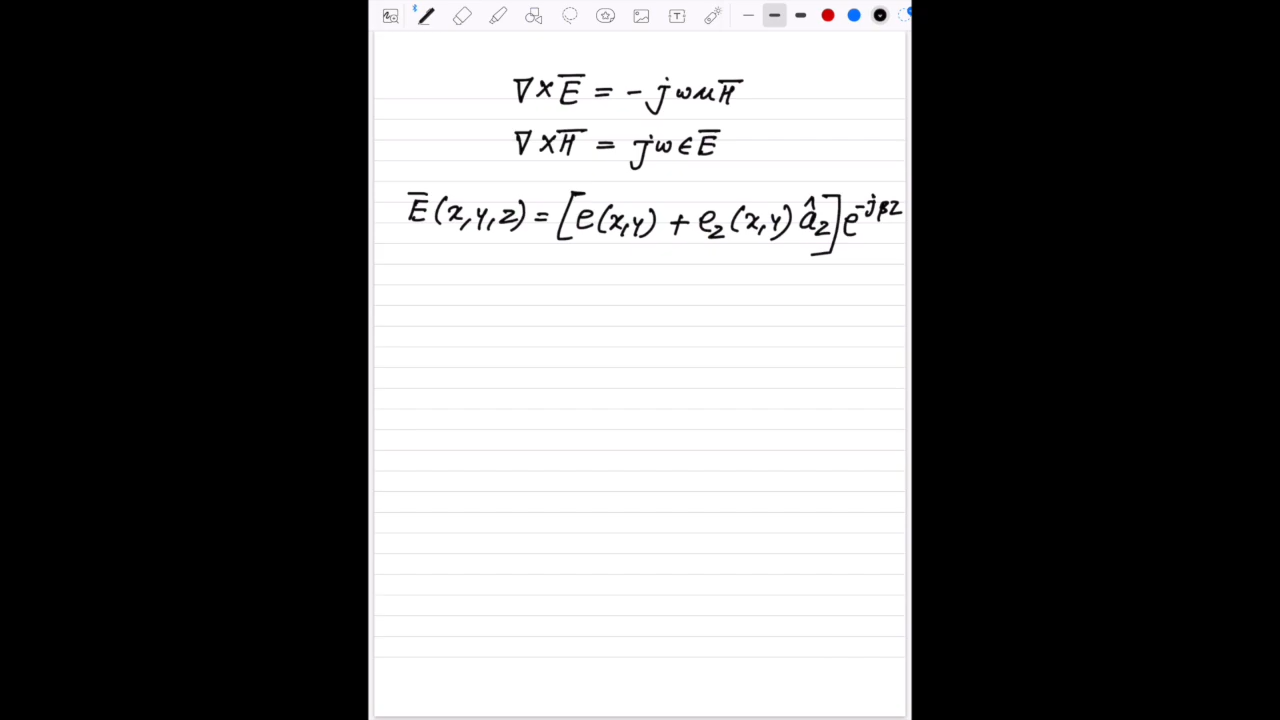 ∇×E̅ = -jωμH̅
∇×H̅ = jωϵE̅
E̅(x,y,z) = [e(x,y) + e_z(x,y) â_z] e^{-jβz}